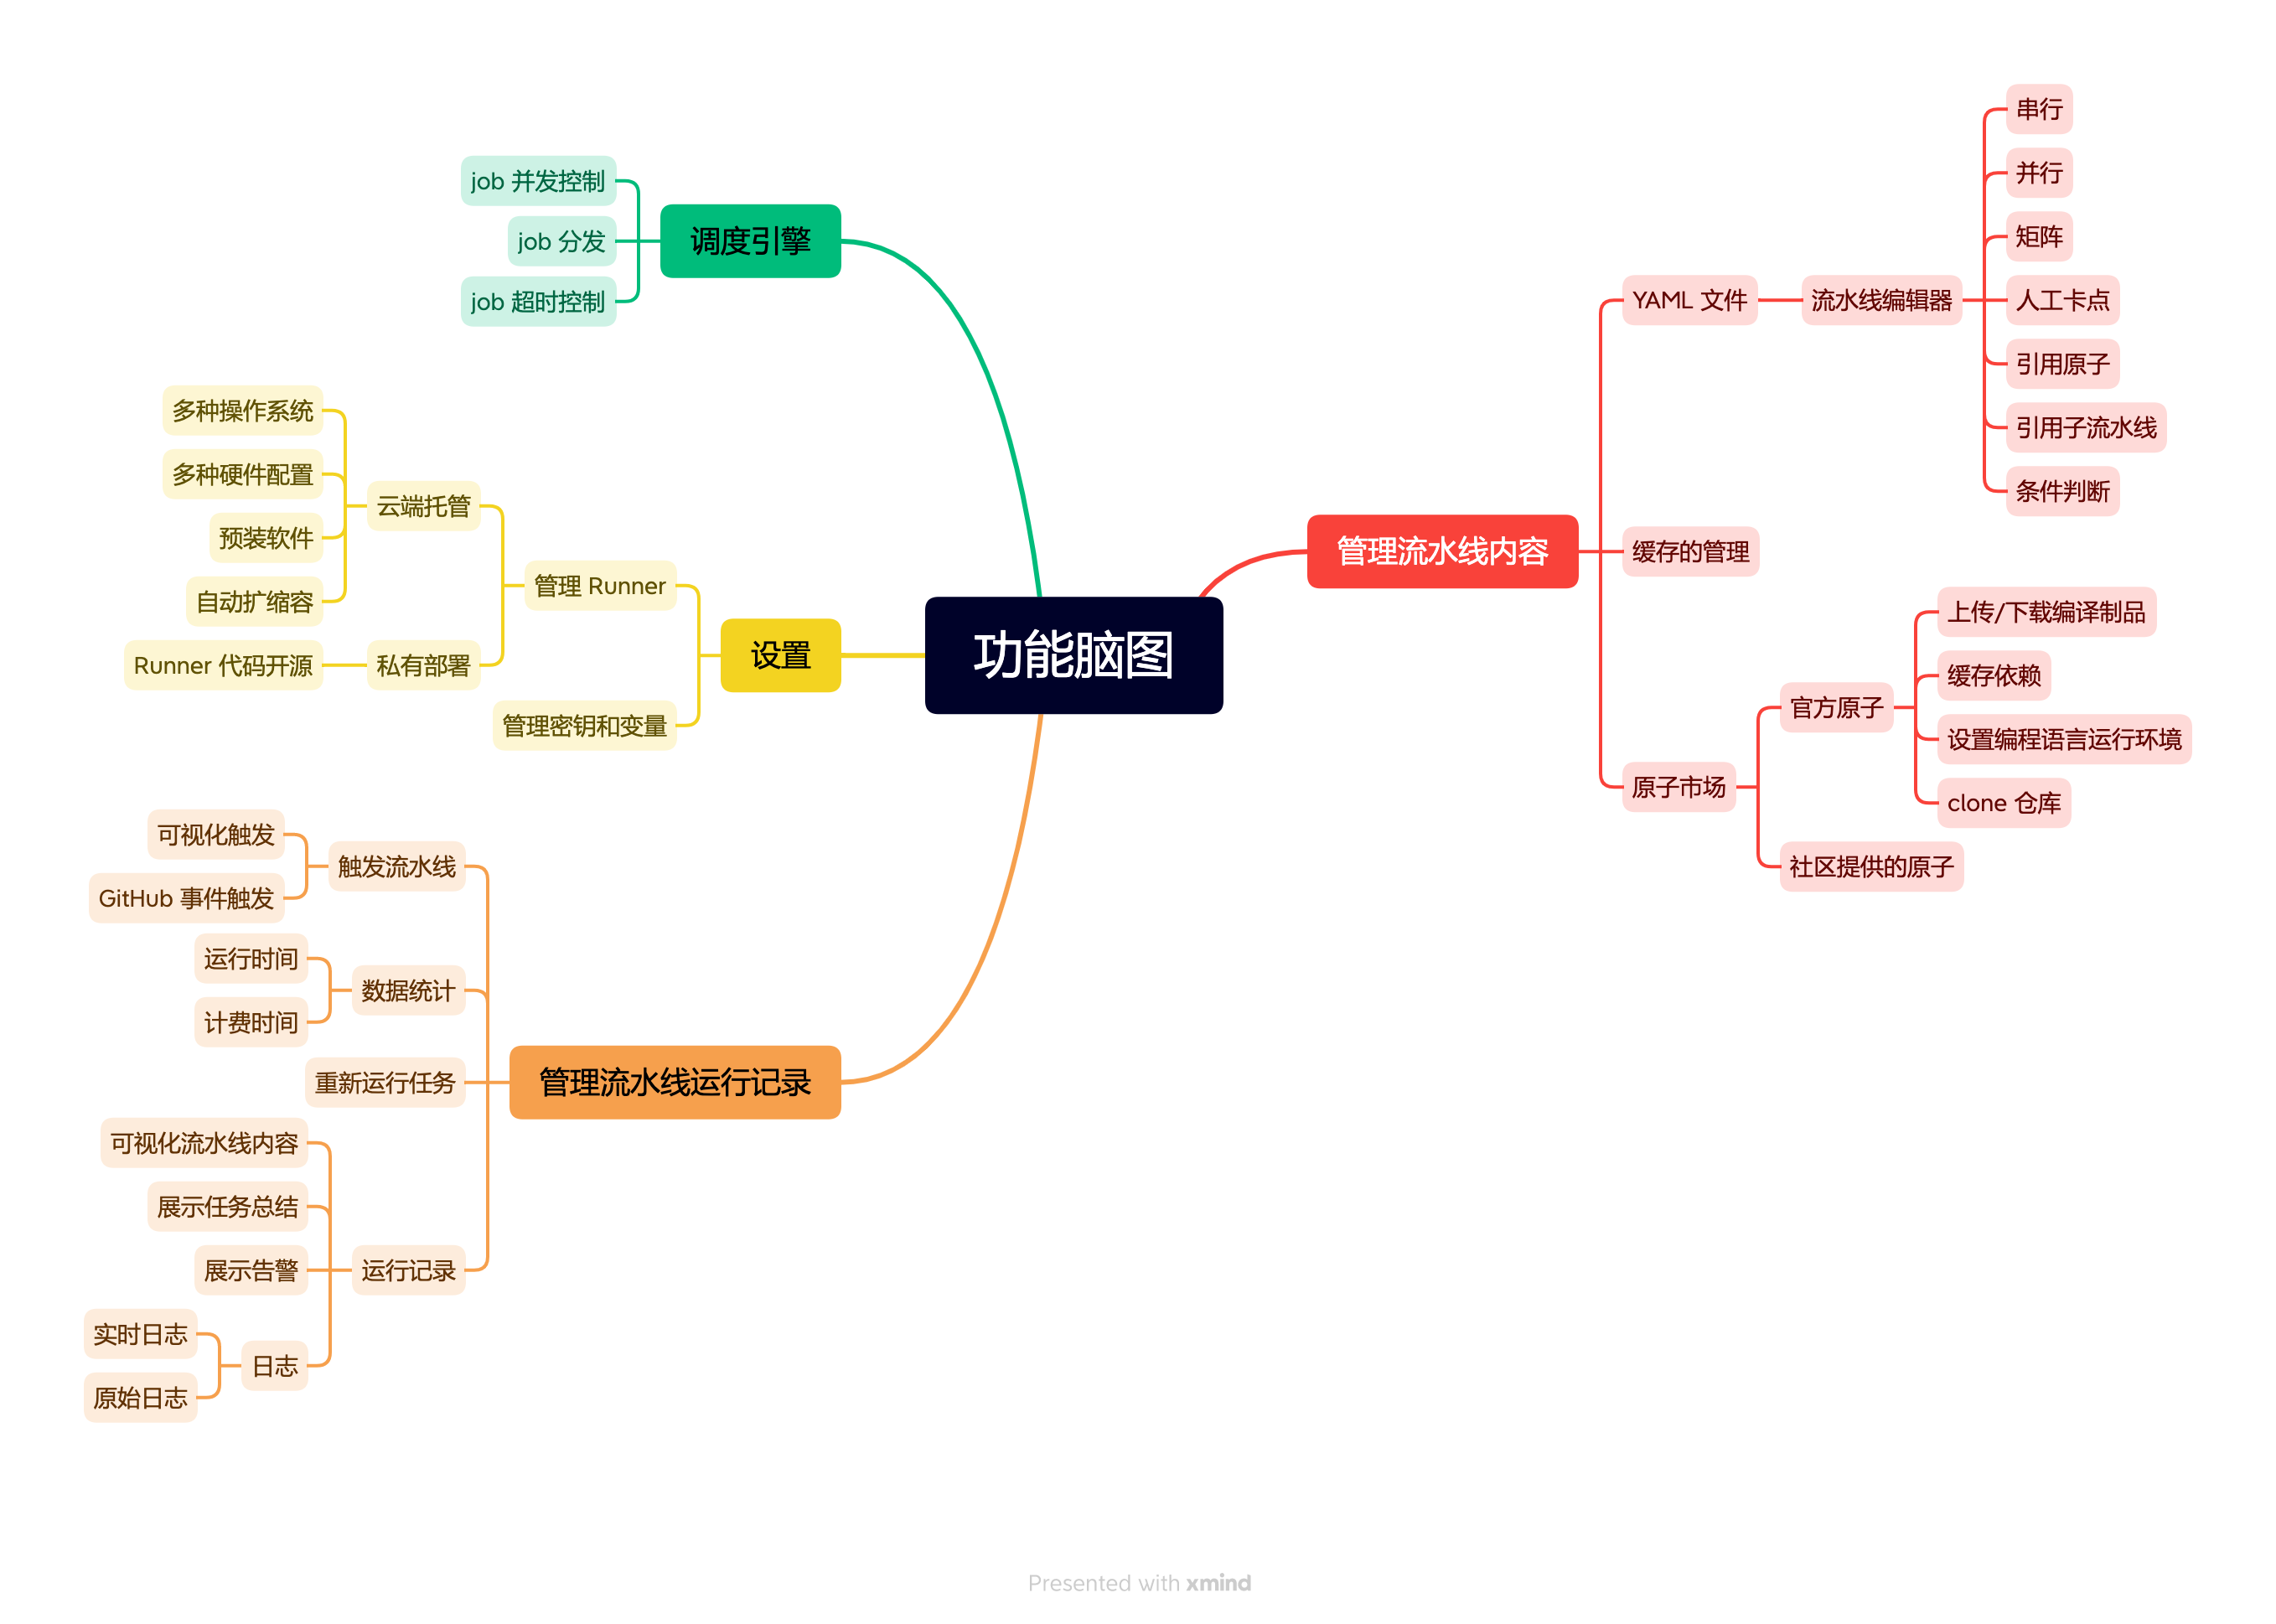 功能脑图
管理流水线内容
YAML 文件
流水线编辑器
串行
并行
矩阵
人工卡点
引用原子
引用子流水线
条件判断
缓存的管理
原子市场
官方原子
上传/下载编译制品
缓存依赖
设置编程语言运行环境
clone 仓库
社区提供的原子
调度引擎
job 并发控制
job 分发
job 超时控制
设置
管理 Runner
云端托管
多种操作系统
多种硬件配置
预装软件
自动扩缩容
私有部署
Runner 代码开源
管理密钥和变量
管理流水线运行记录
触发流水线
可视化触发
GitHub 事件触发
数据统计
运行时间
计费时间
重新运行任务
运行记录
可视化流水线内容
展示任务总结
展示告警
日志
实时日志
原始日志
Presented with xmind